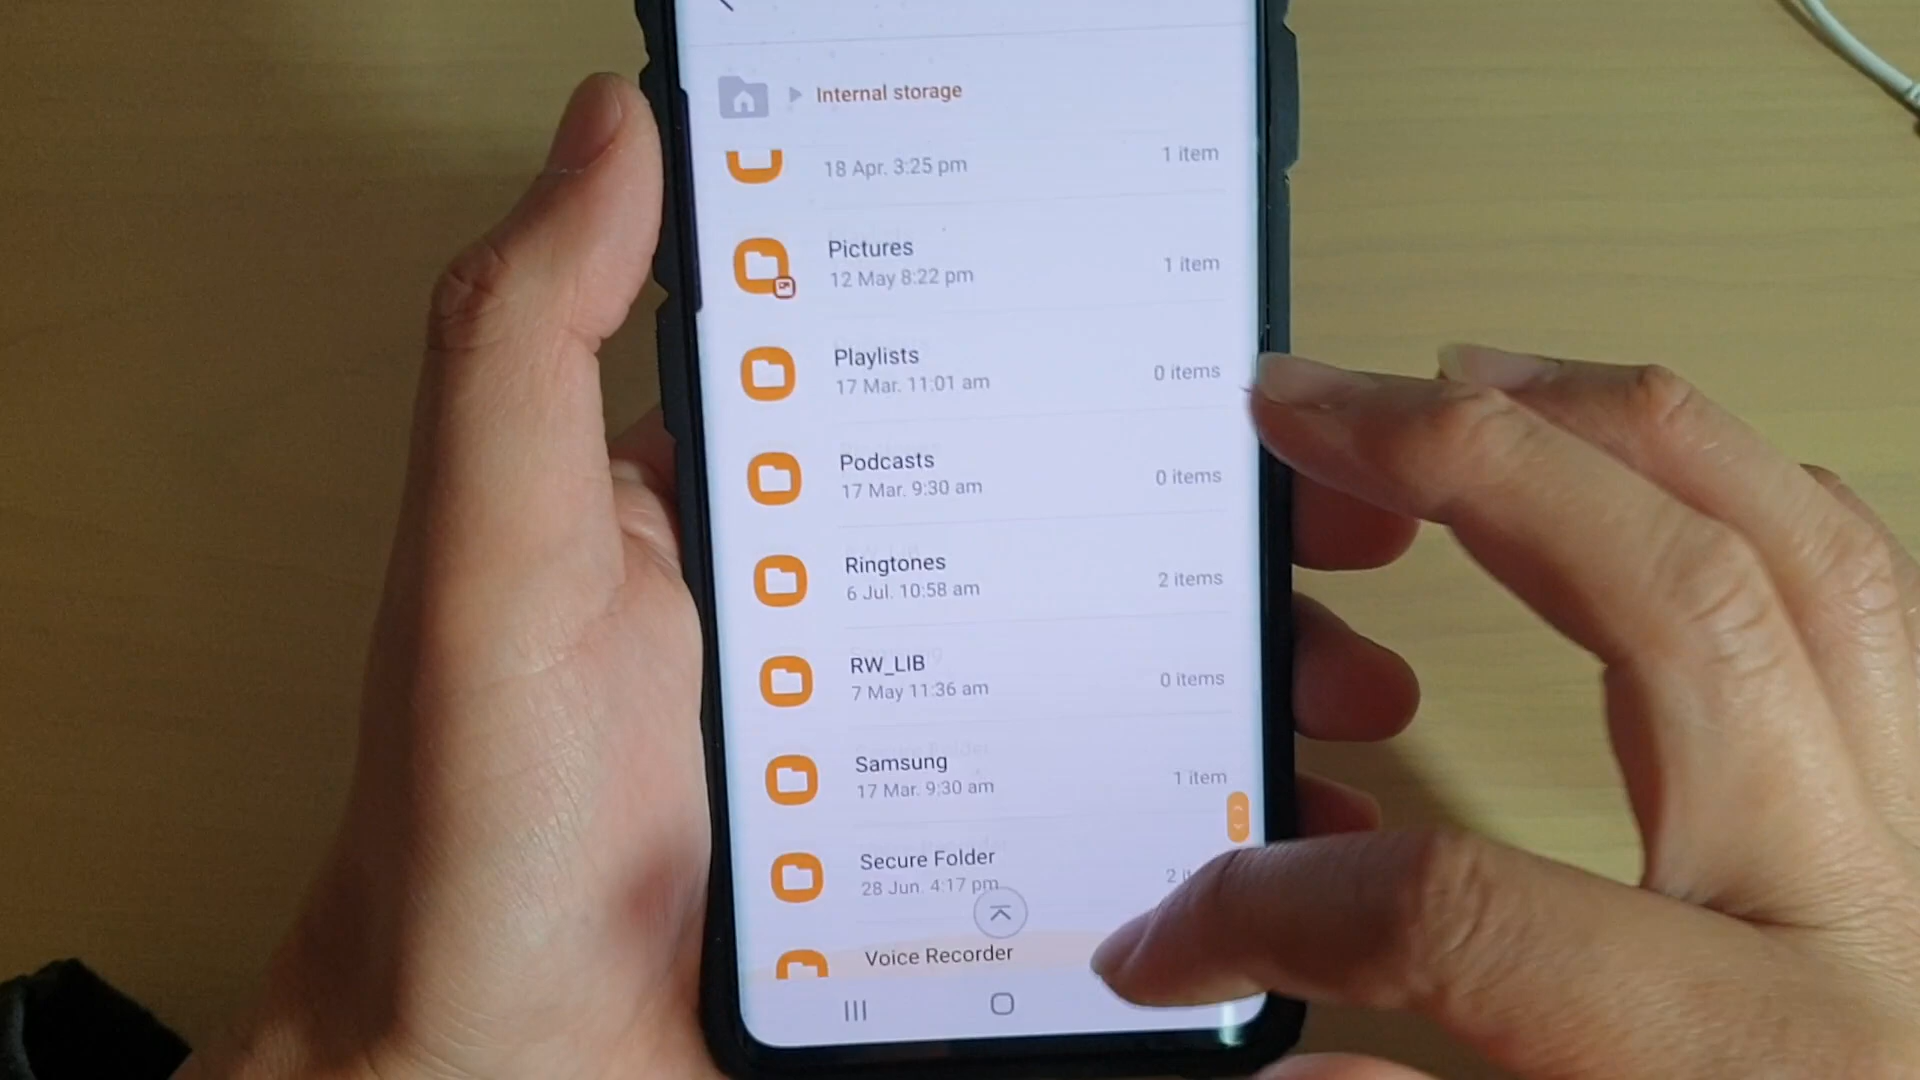 Internal storage
18 Apr. 3:25 pm
1 item
Pictures
12 May 8:22 pm
1 item
Playlists
17 Mar. 11:01 am
0 items
Podcasts
17 Mar. 9:30 am
0 items
Ringtones
6 Jul. 10:58 am
2 items
RW_LIB
7 May 11:36 am
0 items
Samsung
17 Mar. 9:30 am
1 item
Secure Folder
28 Jun. 4:17 pm
2
Voice Recorder